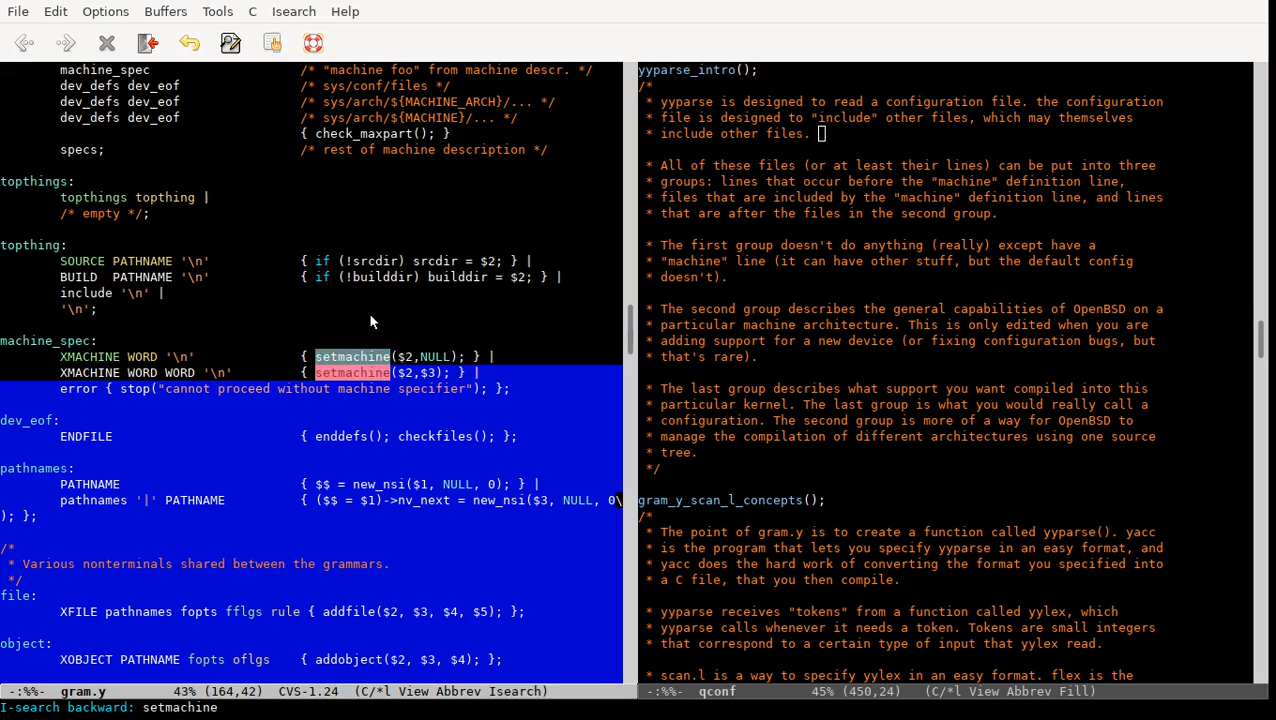 File Edit Options Buffers Tools C Isearch Help
machine_spec /* "machine foo" from machine descr. */
dev_defs dev_eof /* sys/conf/files */
dev_defs dev_eof /* sys/arch/${MACHINE_ARCH}/... */
dev_defs dev_eof /* sys/arch/${MACHINE}/... */
{ check_maxpart(); }
specs; /* rest of machine description */
topthings:
topthings topthing |
/* empty */;
topthing:
SOURCE PATHNAME '\n' { if (!srcdir) srcdir = $2; } |
BUILD  PATHNAME '\n' { if (!builddir) builddir = $2; } |
include '\n' |
'\n';
machine_spec:
XMACHINE WORD '\n' { setmachine($2,NULL); } |
XMACHINE WORD WORD '\n' { setmachine($2,$3); } |
error { stop("cannot proceed without machine specifier"); };
dev_eof:
ENDFILE { enddefs(); checkfiles(); };
pathnames:
PATHNAME { $$ = new_nsi($1, NULL, 0); } |
pathnames '|' PATHNAME { ($$ = $1)->nv_next = new_nsi($3, NULL, 0\
); };
/*
* Various nonterminals shared between the grammars.
*/
file:
XFILE pathnames fopts fflgs rule { addfile($2, $3, $4, $5); };
object:
XOBJECT PATHNAME fopts oflgs { addobject($2, $3, $4); };
-:%%- gram.y 43% (164,42) CVS-1.24 (C/*l View Abbrev Isearch)
yyparse_intro();
/*
* yyparse is designed to read a configuration file. the configuration
* file is designed to "include" other files, which may themselves
* include other files.
* All of these files (or at least their lines) can be put into three
* groups: lines that occur before the "machine" definition line,
* files that are included by the "machine" definition line, and lines
* that are after the files in the second group.
* The first group doesn't do anything (really) except have a
* "machine" line (it can have other stuff, but the default config
* doesn't).
* The second group describes the general capabilities of OpenBSD on a
* particular machine architecture. This is only edited when you are
* adding support for a new device (or fixing configuration bugs, but
* that's rare).
* The last group describes what support you want compiled into this
* particular kernel. The last group is what you would really call a
* configuration. The second group is more of a way for OpenBSD to
* manage the compilation of different architectures using one source
* tree.
*/
gram_y_scan_l_concepts();
/*
* The point of gram.y is to create a function called yyparse(). yacc
* is the program that lets you specify yyparse in an easy format, and
* yacc does the hard work of converting the format you specified into
* a C file, that you then compile.
* yyparse receives "tokens" from a function called yylex, which
* yyparse calls whenever it needs a token. Tokens are small integers
* that correspond to a certain type of input that yylex read.
* scan.l is a way to specify yylex in an easy format. flex is the
-:%%- qconf 45% (450,24) (C/*l View Abbrev Fill)
I-search backward: setmachine